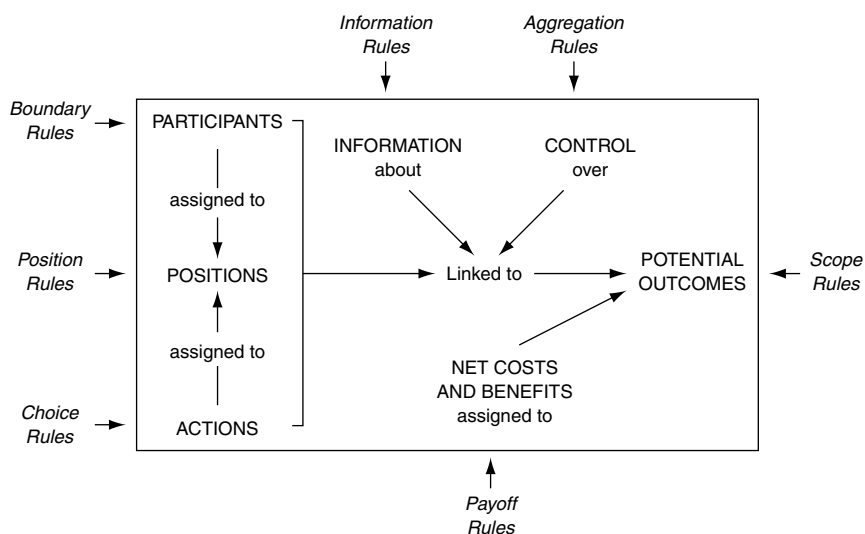 Information
Rules
Aggregation
Rules
Boundary
Rules
PARTICIPANTS
INFORMATION
about
CONTROL
over
assigned to
Position
Rules
POSITIONS
Linked to
POTENTIAL
OUTCOMES
Scope
Rules
assigned to
NET COSTS
AND BENEFITS
assigned to
Choice
Rules
ACTIONS
Payoff
Rules